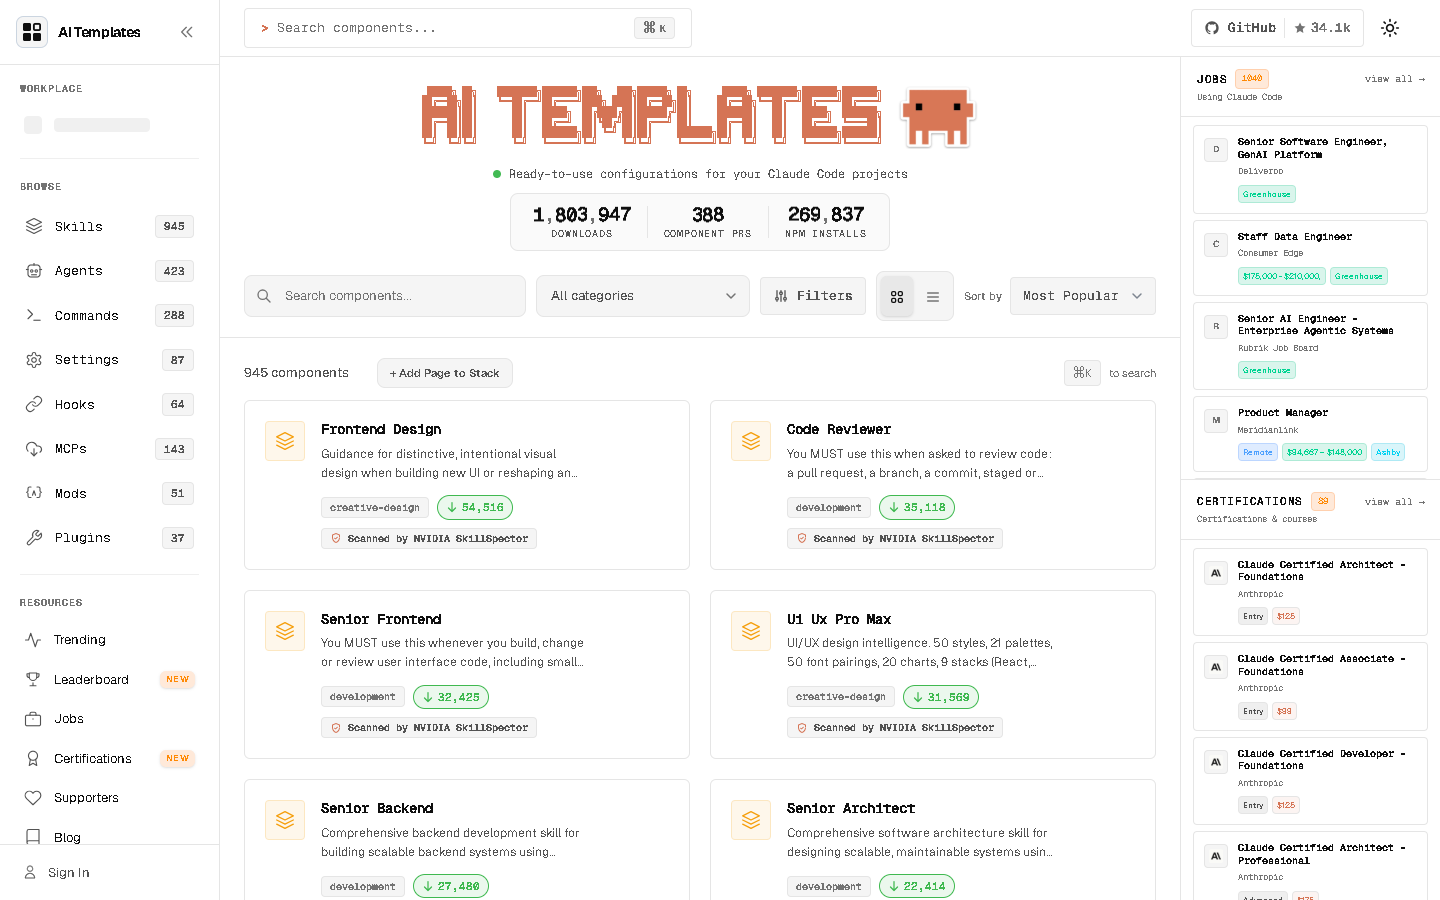 AI Templates
WORKPLACE
BROWSE
Skills 945
Agents 423
Commands 288
Settings 87
Hooks 64
MCPs 143
Mods 51
Plugins 37
RESOURCES
Trending
Leaderboard NEW
Jobs
Certifications NEW
Supporters
Blog
Sign In
> Search components... ⌘ K
GitHub ★ 34.1k
AI TEMPLATES
Ready-to-use configurations for your Claude Code projects
1,803,947 388 269,837
DOWNLOADS COMPONENT PRS NPM INSTALLS
Search components... All categories Filters Sort by Most Popular
945 components + Add Page to Stack ⌘K to search
Frontend Design
Guidance for distinctive, intentional visual
design when building new UI or reshaping an...
creative-design ↓ 54,516
Scanned by NVIDIA SkillSpector
Code Reviewer
You MUST use this when asked to review code:
a pull request, a branch, a commit, staged or...
development ↓ 35,118
Scanned by NVIDIA SkillSpector
Senior Frontend
You MUST use this whenever you build, change
or review user interface code, including small...
development ↓ 32,425
Scanned by NVIDIA SkillSpector
Ui Ux Pro Max
UI/UX design intelligence. 50 styles, 21 palettes,
50 font pairings, 20 charts, 9 stacks (React,...
creative-design ↓ 31,569
Scanned by NVIDIA SkillSpector
Senior Backend
Comprehensive backend development skill for
building scalable backend systems using...
development ↓ 27,480
Senior Architect
Comprehensive software architecture skill for
designing scalable, maintainable systems usin...
development ↓ 22,414
JOBS 1040 view all →
Using Claude Code
D
Senior Software Engineer,
GenAI Platform
Deliveroo
Greenhouse
C
Staff Data Engineer
Consumer Edge
$175,000 - $210,000, Greenhouse
R
Senior AI Engineer -
Enterprise Agentic Systems
Rubrik Job Board
Greenhouse
M
Product Manager
Meridianlink
Remote $94,667 - $148,000 Ashby
CERTIFICATIONS 29 view all →
Certifications & courses
Claude Certified Architect -
Foundations
Anthropic
Entry $125
Claude Certified Associate -
Foundations
Anthropic
Entry $99
Claude Certified Developer -
Foundations
Anthropic
Entry $125
Claude Certified Architect -
Professional
Anthropic
Advanced $175